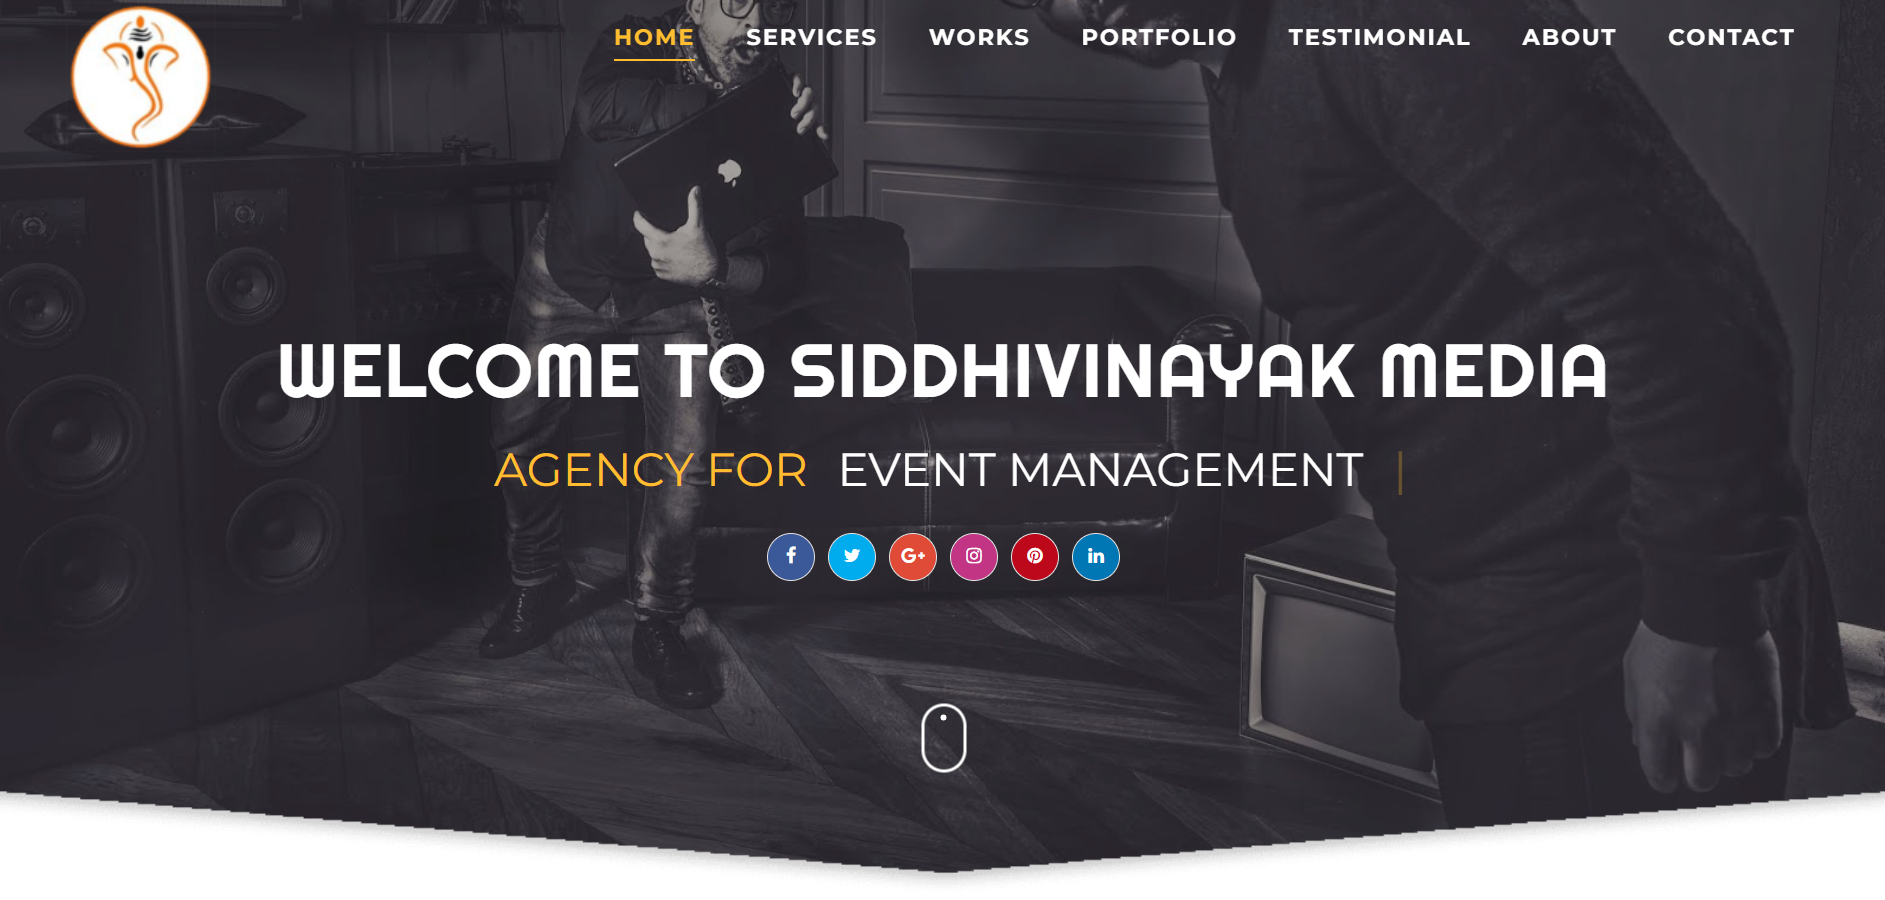 HOME SERVICES WORKS PORTFOLIO TESTIMONIAL ABOUT CONTACT
WELCOME TO SIDDHIVINAYAK MEDIA
AGENCY FOR EVENT MANAGEMENT